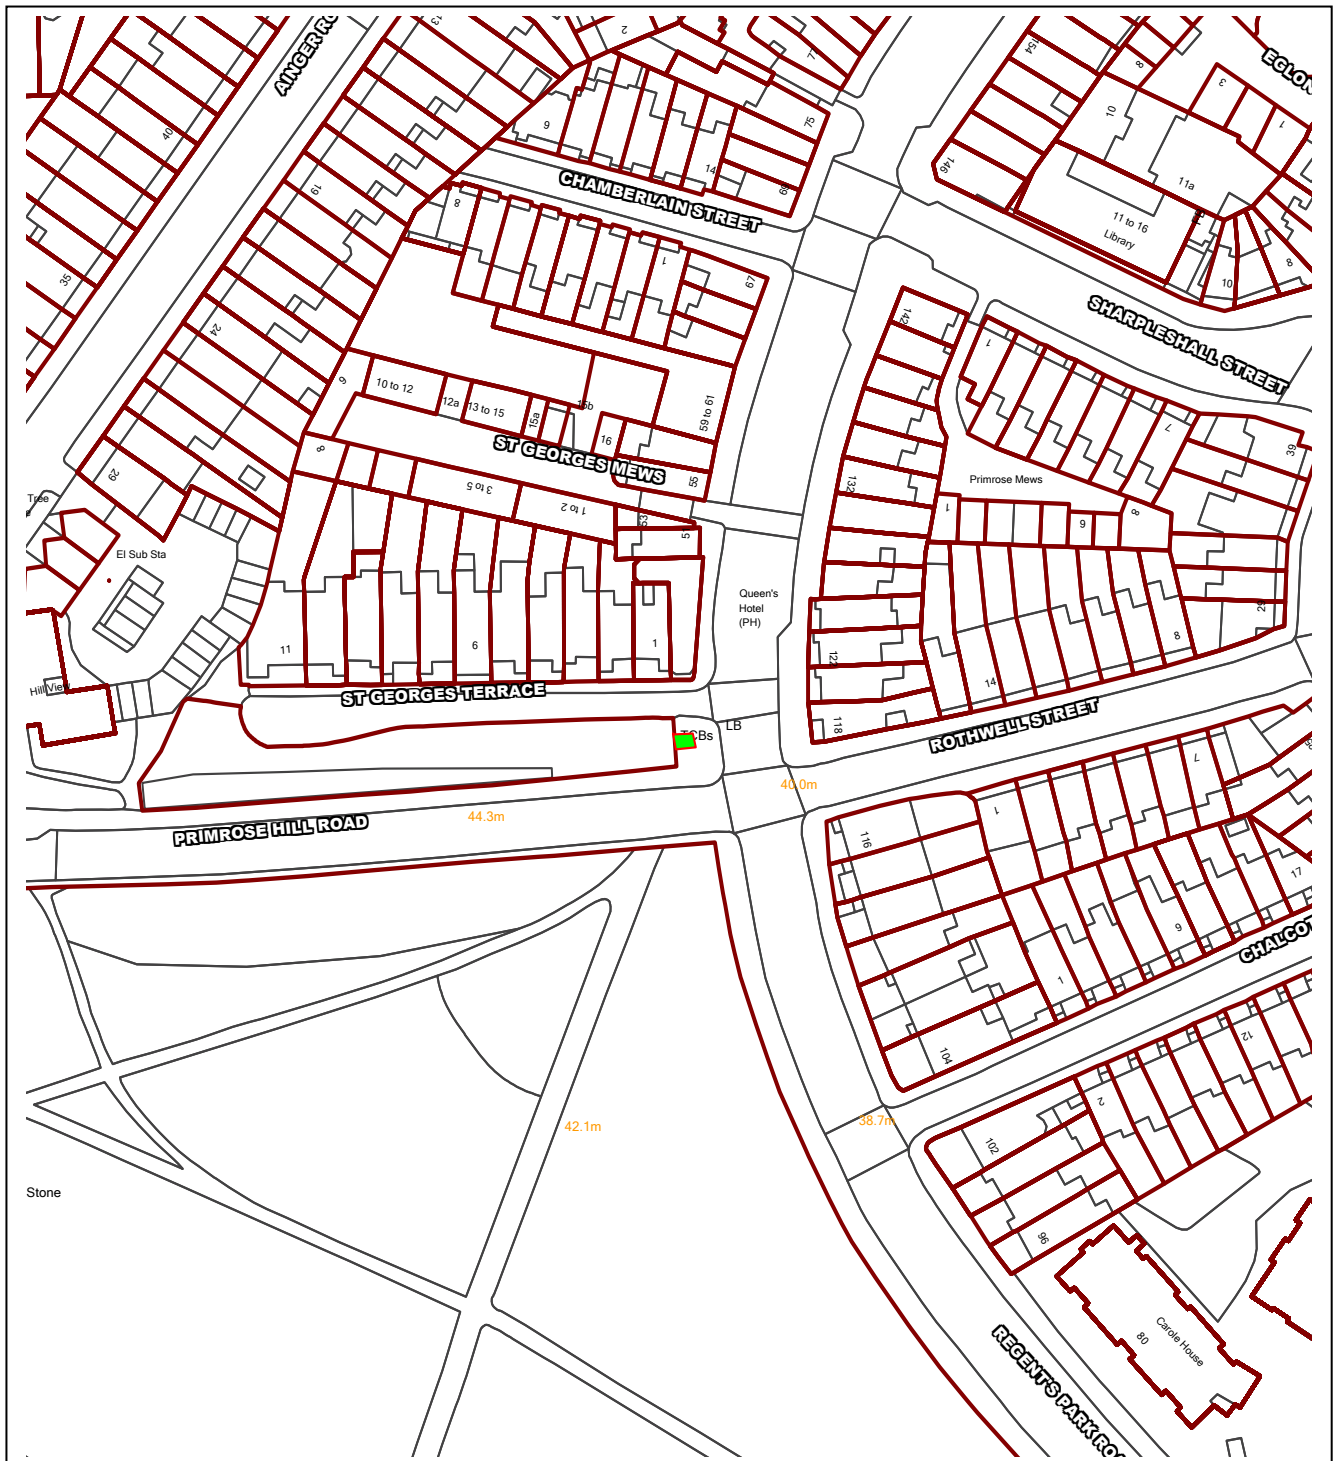 AINGER RO
13
2
77
154
8
EGLON
3
1
10
40
9
75
14
69
146
11a
19
CHAMBERLAIN STREET
8
11 to 16
Library
10
8
35
1
67
SHARPLESHALL STREET
142
24
1
9
10 to 12
12a
13 to 15
15a
15b
16
59 to 61
7
39
ST GEORGES MEWS
8
29
3 to 5
1 to 2
55
53
132
Primrose Mews
1
6
8
Tree
El Sub Sta
5
Queen's
Hotel
(PH)
29
11
6
1
122
14
8
Hill View
ST GEORGES TERRACE
118
ROTHWELL STREET
TCBs
LB
40.0m
44.3m
PRIMROSE HILL ROAD
116
1
7
17
9
1
CHALCOT
104
38.7m
42.1m
12
2
102
Stone
96
80
Carole House
REGENT'S PARK ROA